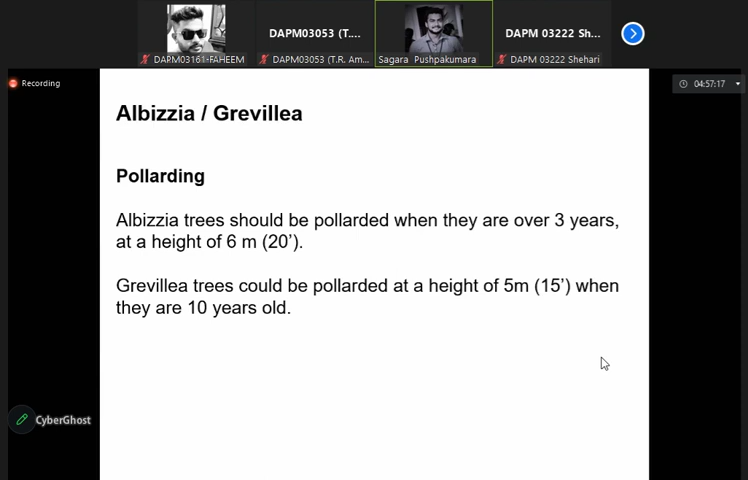 DAPM03053 (T....
DAPM 03222 Sh...
DAPM03161-FAHEEM
DAPM03053 (T.R. Am...
Sagara Pushpakumara
DAPM 03222 Shehari
Recording
04:57:17
Albizzia / Grevillea
Pollarding
Albizzia trees should be pollarded when they are over 3 years,
at a height of 6 m (20’).
Grevillea trees could be pollarded at a height of 5m (15’) when
they are 10 years old.
CyberGhost